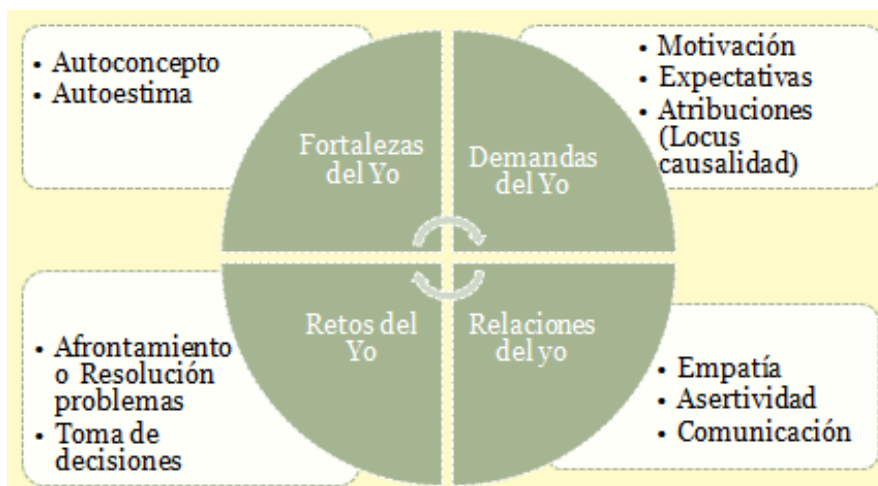 • Autoconcepto
• Autoestima
Fortalezas
del Yo
Demandas
del Yo
• Motivación
• Expectativas
• Atribuciones
(Locus
causalidad)
• Afrontamiento
o Resolución
problemas
• Toma de
decisiones
Retos del
Yo
Relaciones
del yo
• Empatía
• Asertividad
• Comunicación